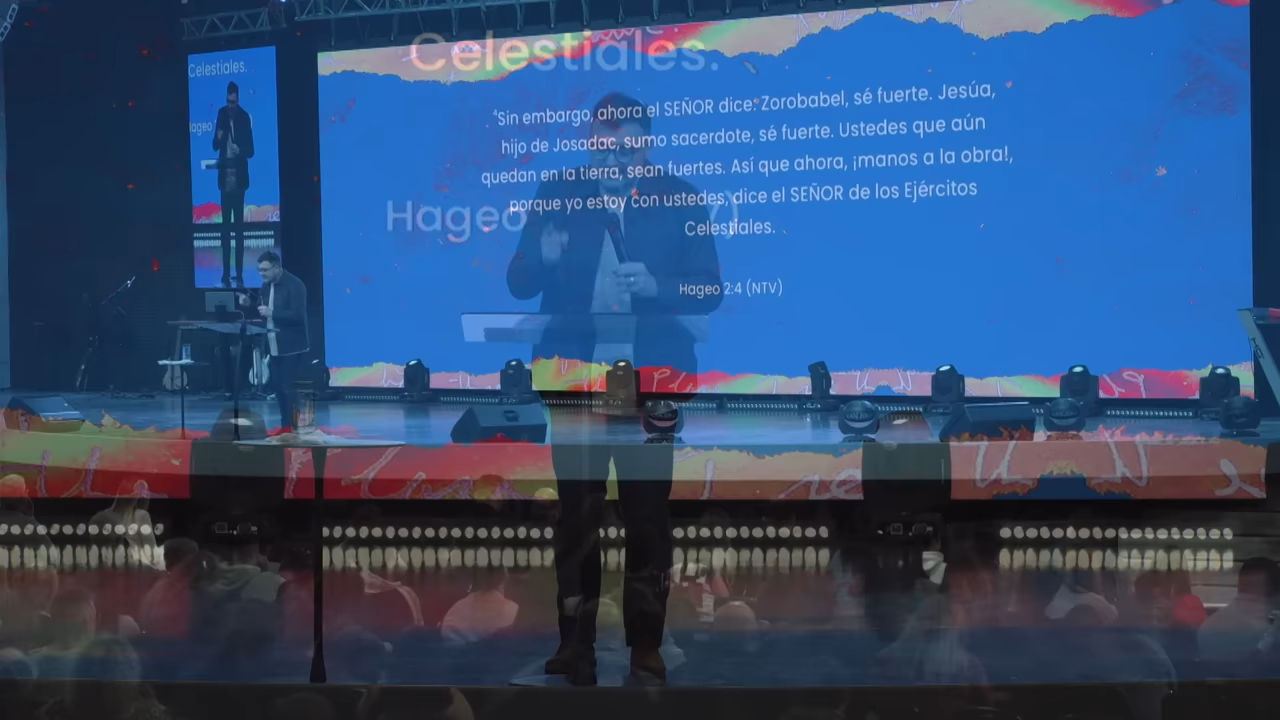 Celestiales.
Celestiales.
"Sin embargo, ahora el SEÑOR dice: Zorobabel, sé fuerte. Jesúa,
hijo de Josadac, sumo sacerdote, sé fuerte. Ustedes que aún
quedan en la tierra, sean fuertes. Así que ahora, ¡manos a la obra!,
porque yo estoy con ustedes, dice el SEÑOR de los Ejércitos
Celestiales.
Hageo
Hageo 2:4 (NTV)